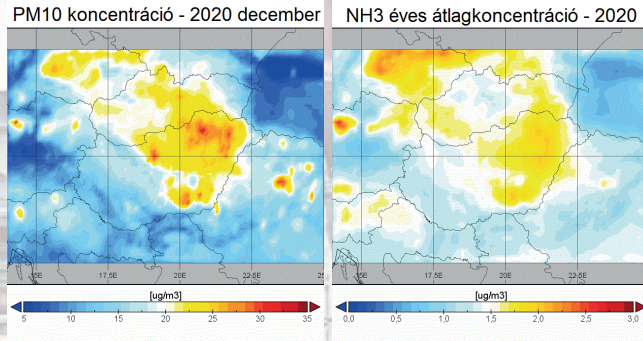 PM10 koncentráció - 2020 december
NH3 éves átlagkoncentráció - 2020
15E 17,5E 20E 22,5E 25
15E 17,5E 20E 22,5E
[ug/m3]
5 10 15 20 25 30 35
[ug/m3]
0,0 0,5 1,0 1,5 2,0 2,5 3,0